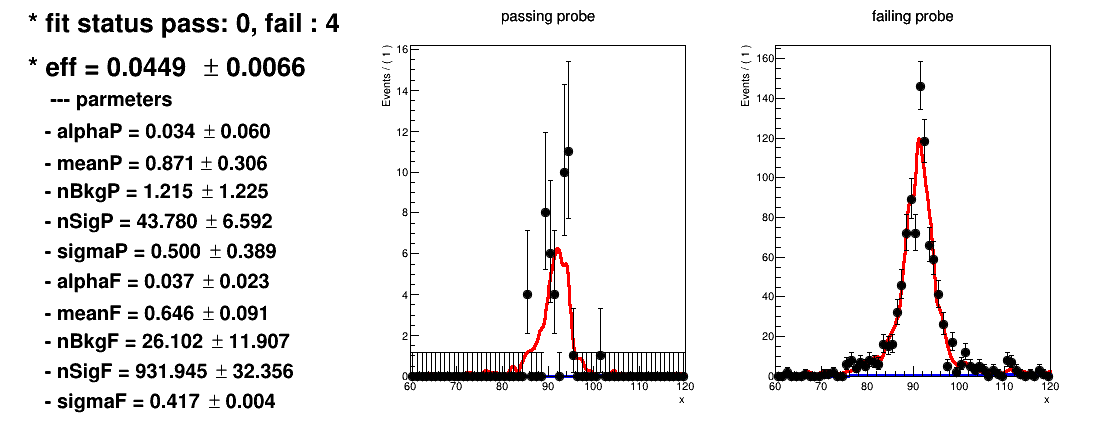 * fit status pass: 0, fail : 4
* eff = 0.0449 ± 0.0066
--- parmeters
- alphaP = 0.034 ± 0.060
- meanP = 0.871 ± 0.306
- nBkgP = 1.215 ± 1.225
- nSigP = 43.780 ± 6.592
- sigmaP = 0.500 ± 0.389
- alphaF = 0.037 ± 0.023
- meanF = 0.646 ± 0.091
- nBkgF = 26.102 ± 11.907
- nSigF = 931.945 ± 32.356
- sigmaF = 0.417 ± 0.004
passing probe
Events / ( 1 )
16
14
12
10
8
6
4
2
0
60 70 80 90 100 110 120
x
failing probe
Events / ( 1 )
160
140
120
100
80
60
40
20
0
60 70 80 90 100 110 120
x